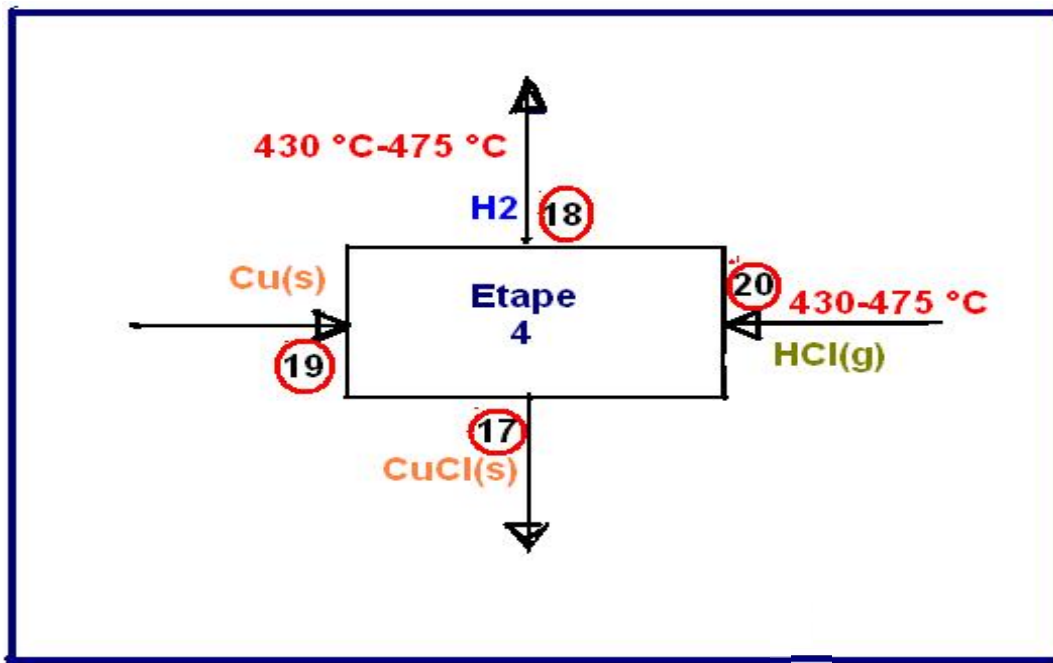 430 °C-475 °C
H2
18
Cu(s)
Etape
4
20
430-475 °C
HCl(g)
19
17
CuCl(s)